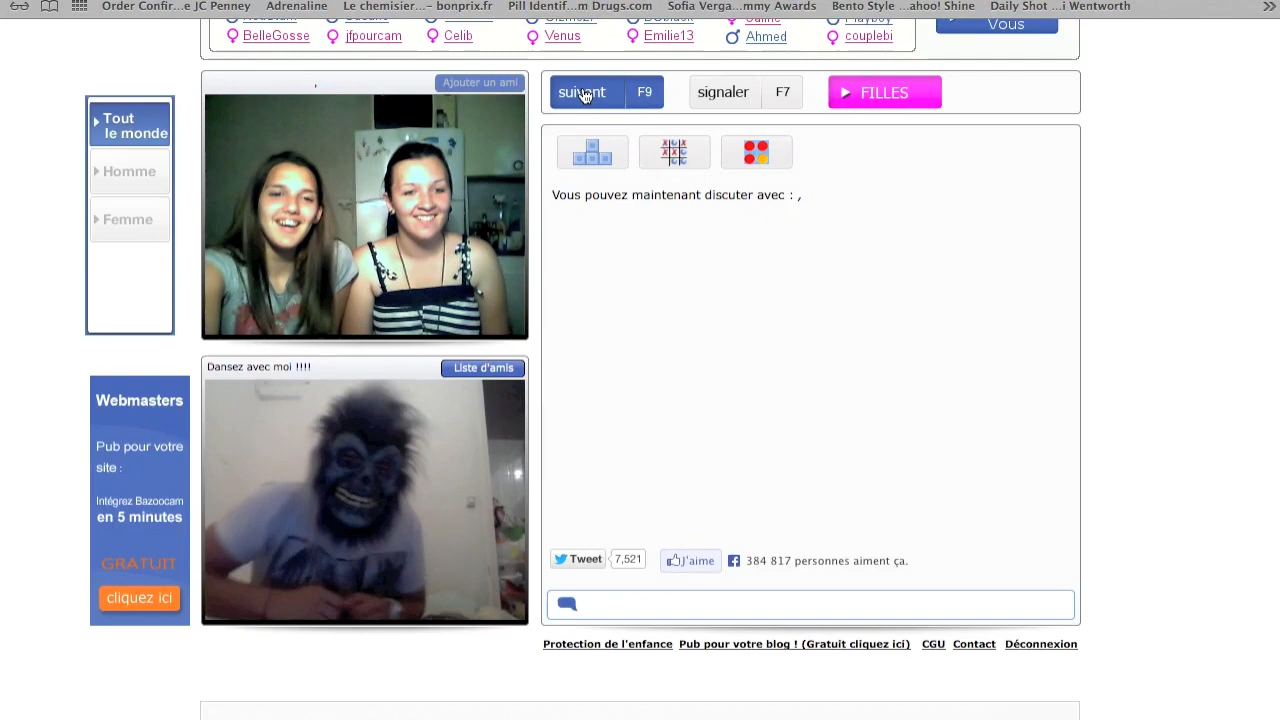 Order Confir...e JC Penney Adrenaline Le chemisier...– bonprix.fr Pill Identif...m Drugs.com Sofia Verga...mmy Awards Bento Style ...ahoo! Shine Daily Shot ...i Wentworth
Vous
BelleGosse jfpourcam Celib Venus Emilie13 Ahmed couplebi
Ajouter un ami
suivant F9 signaler F7 FILLES
Tout
le monde
Homme
Femme
Vous pouvez maintenant discuter avec : ,
Dansez avec moi !!!! Liste d'amis
Webmasters
Pub pour votre
site :
Intégrez Bazoocam
en 5 minutes
GRATUIT
cliquez ici
Tweet 7,521 J'aime 384 817 personnes aiment ça.
Protection de l'enfance Pub pour votre blog ! (Gratuit cliquez ici) CGU Contact Déconnexion